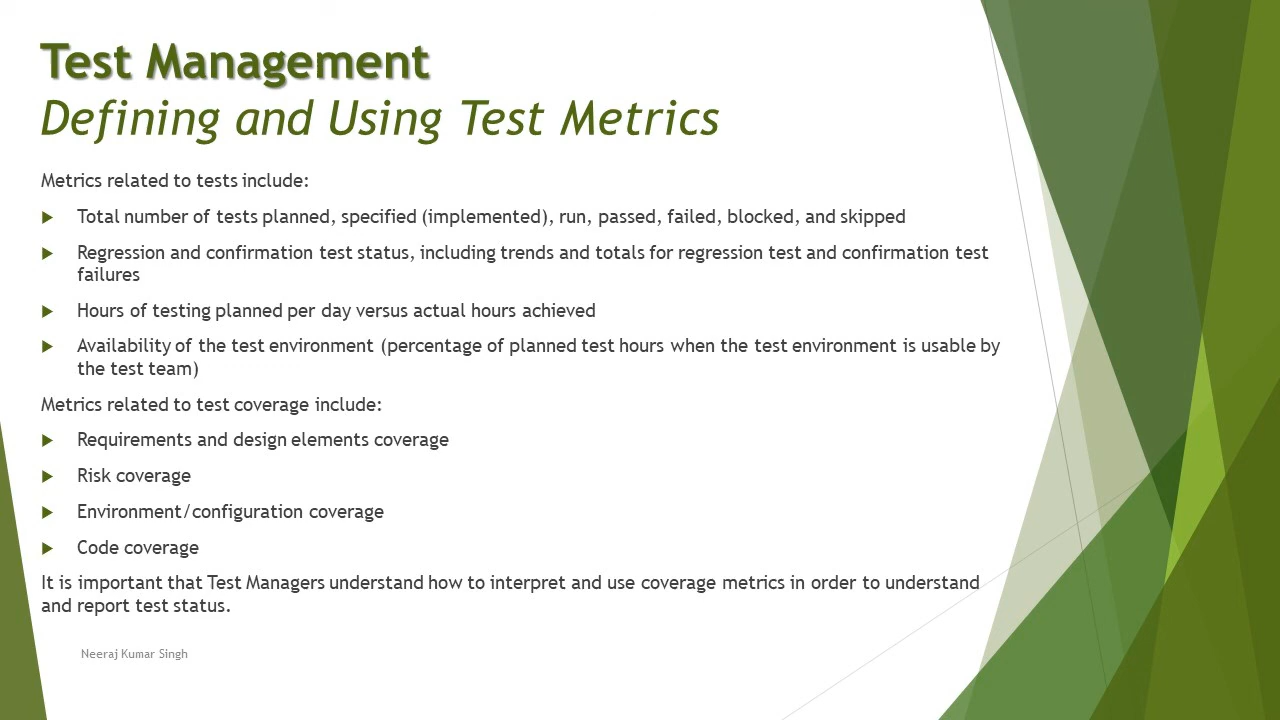 Test Management
Defining and Using Test Metrics
Metrics related to tests include:
Total number of tests planned, specified (implemented), run, passed, failed, blocked, and skipped
Regression and confirmation test status, including trends and totals for regression test and confirmation test
failures
Hours of testing planned per day versus actual hours achieved
Availability of the test environment (percentage of planned test hours when the test environment is usable by
the test team)
Metrics related to test coverage include:
Requirements and design elements coverage
Risk coverage
Environment/configuration coverage
Code coverage
It is important that Test Managers understand how to interpret and use coverage metrics in order to understand
and report test status.
Neeraj Kumar Singh